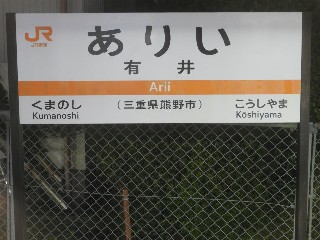 JR
JR東海
ありい
有井
Arii
くまのし
(三重県熊野市)
こうしやま
Kumanoshi
Kōshiyama